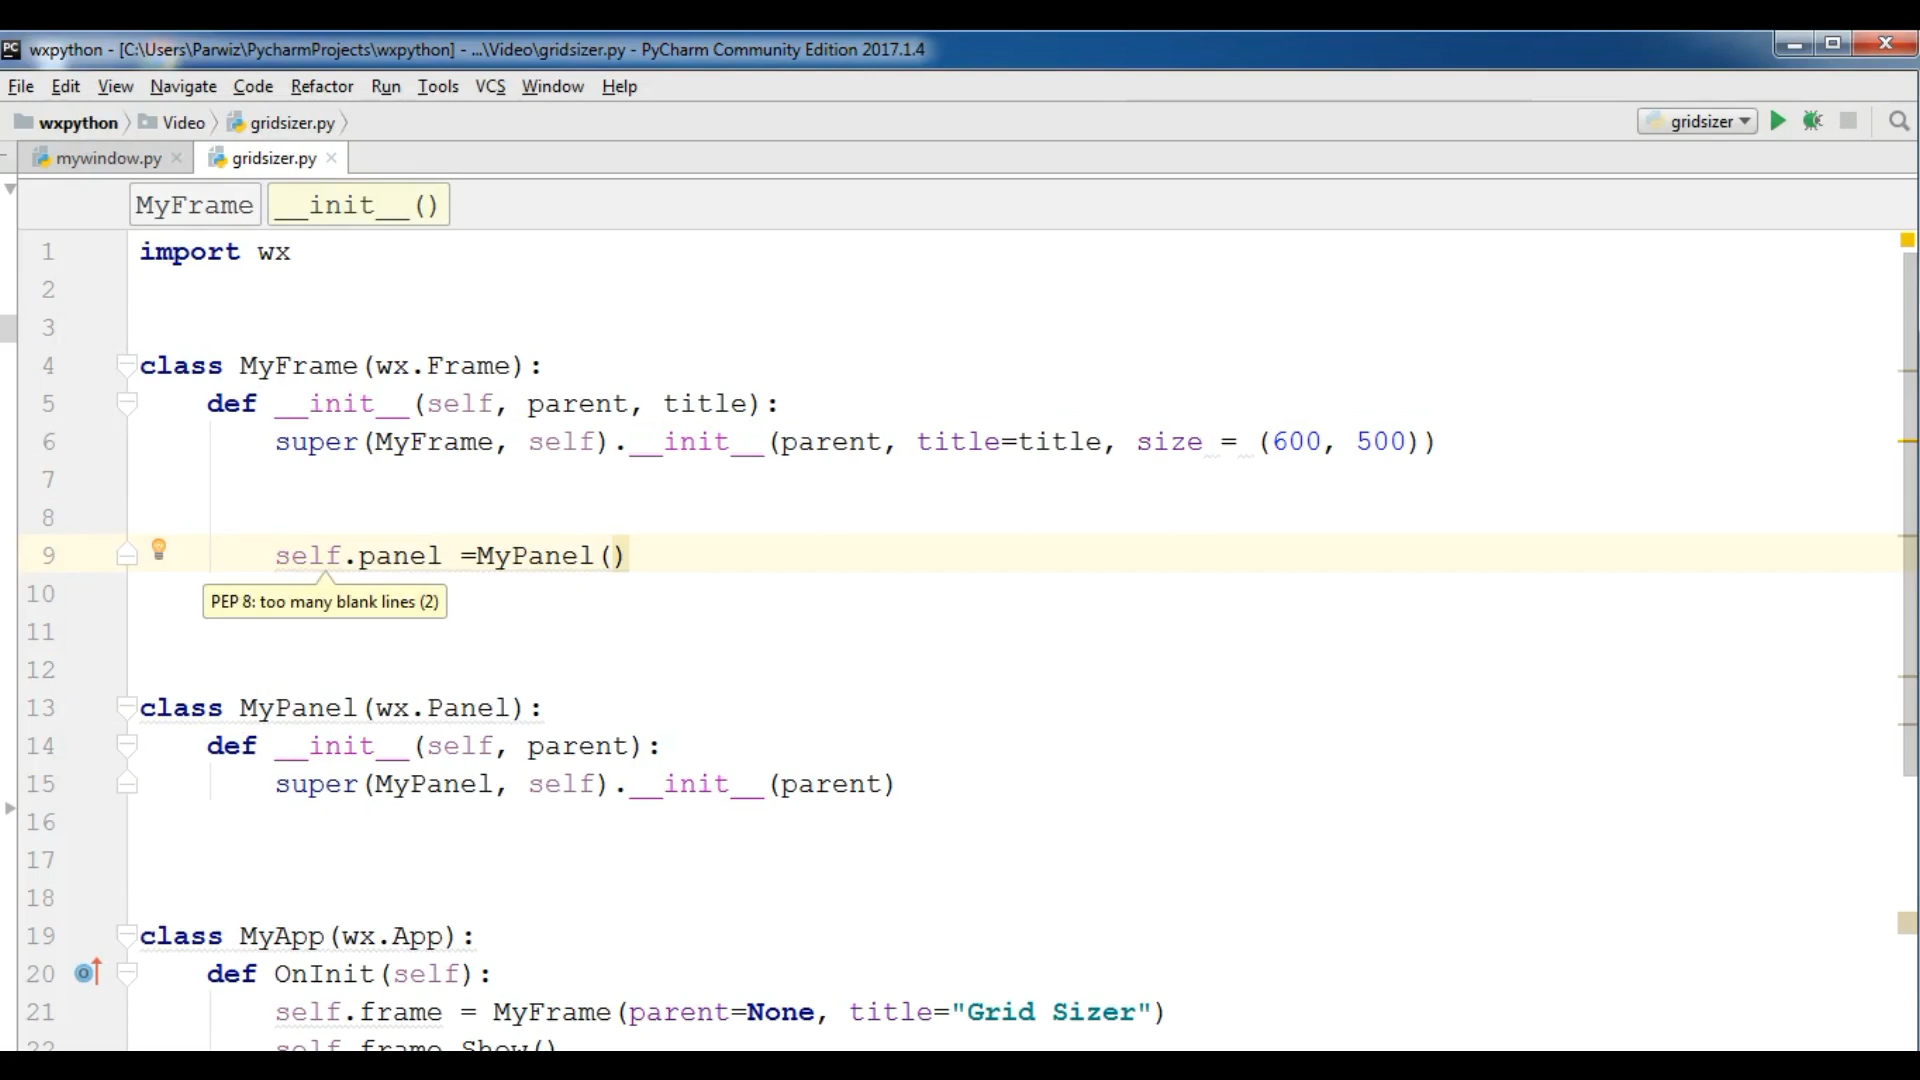 wxpython - [C:\Users\Parwiz\PycharmProjects\wxpython] - ...\Video\gridsizer.py - PyCharm Community Edition 2017.1.4
File Edit View Navigate Code Refactor Run Tools VCS Window Help
wxpython Video gridsizer.py gridsizer
mywindow.py gridsizer.py
MyFrame __init__()
1 import wx
2
3
4 class MyFrame(wx.Frame):
5 def __init__(self, parent, title):
6 super(MyFrame, self).__init__(parent, title=title, size = (600, 500))
7
8
9 self.panel =MyPanel()
10 PEP 8: too many blank lines (2)
11
12
13 class MyPanel(wx.Panel):
14 def __init__(self, parent):
15 super(MyPanel, self).__init__(parent)
16
17
18
19 class MyApp(wx.App):
20 def OnInit(self):
21 self.frame = MyFrame(parent=None, title="Grid Sizer")
22 self.frame.Show()